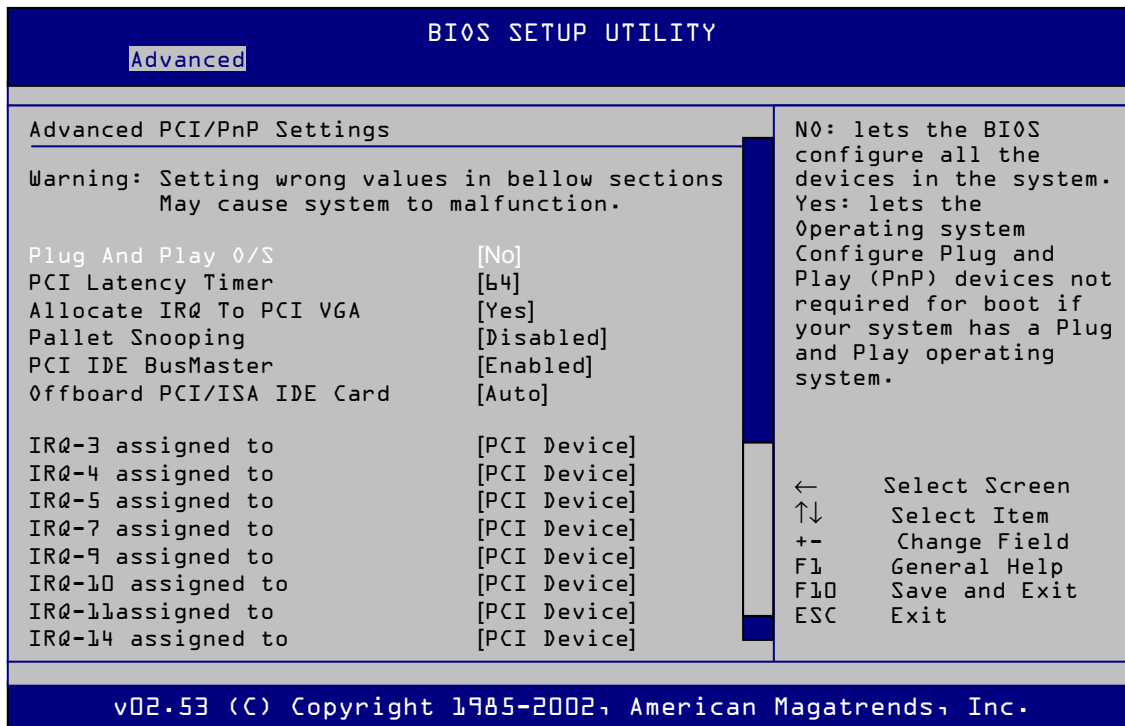 BIOS SETUP UTILITY
Advanced
Advanced PCI/PnP Settings
Warning: Setting wrong values in bellow sections
May cause system to malfunction.
Plug And Play O/S [No]
PCI Latency Timer [64]
Allocate IRQ To PCI VGA [Yes]
Pallet Snooping [Disabled]
PCI IDE BusMaster [Enabled]
Offboard PCI/ISA IDE Card [Auto]
IRQ-3 assigned to [PCI Device]
IRQ-4 assigned to [PCI Device]
IRQ-5 assigned to [PCI Device]
IRQ-7 assigned to [PCI Device]
IRQ-9 assigned to [PCI Device]
IRQ-10 assigned to [PCI Device]
IRQ-11assigned to [PCI Device]
IRQ-14 assigned to [PCI Device]
NO: lets the BIOS
configure all the
devices in the system.
Yes: lets the
Operating system
Configure Plug and
Play (PnP) devices not
required for boot if
your system has a Plug
and Play operating
system.
← Select Screen
↑↓ Select Item
+- Change Field
F1 General Help
F10 Save and Exit
ESC Exit
v02.53 (C) Copyright 1985-2002, American Magatrends, Inc.